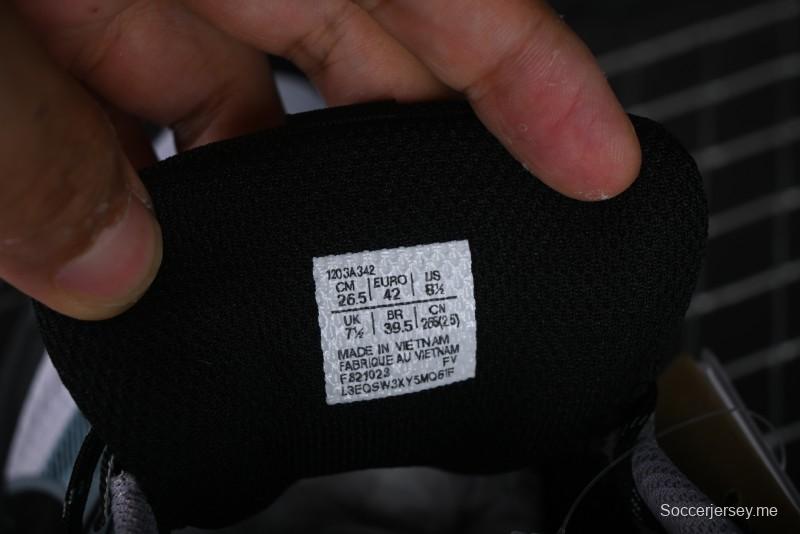 1203A342
CM EURO US
26.5 42 8½
UK BR CN
7½ 39.5 265(2.5)
MADE IN VIETNAM
FABRIQUE AU VIETNAM
F821023 FV
Soccerjersey.me